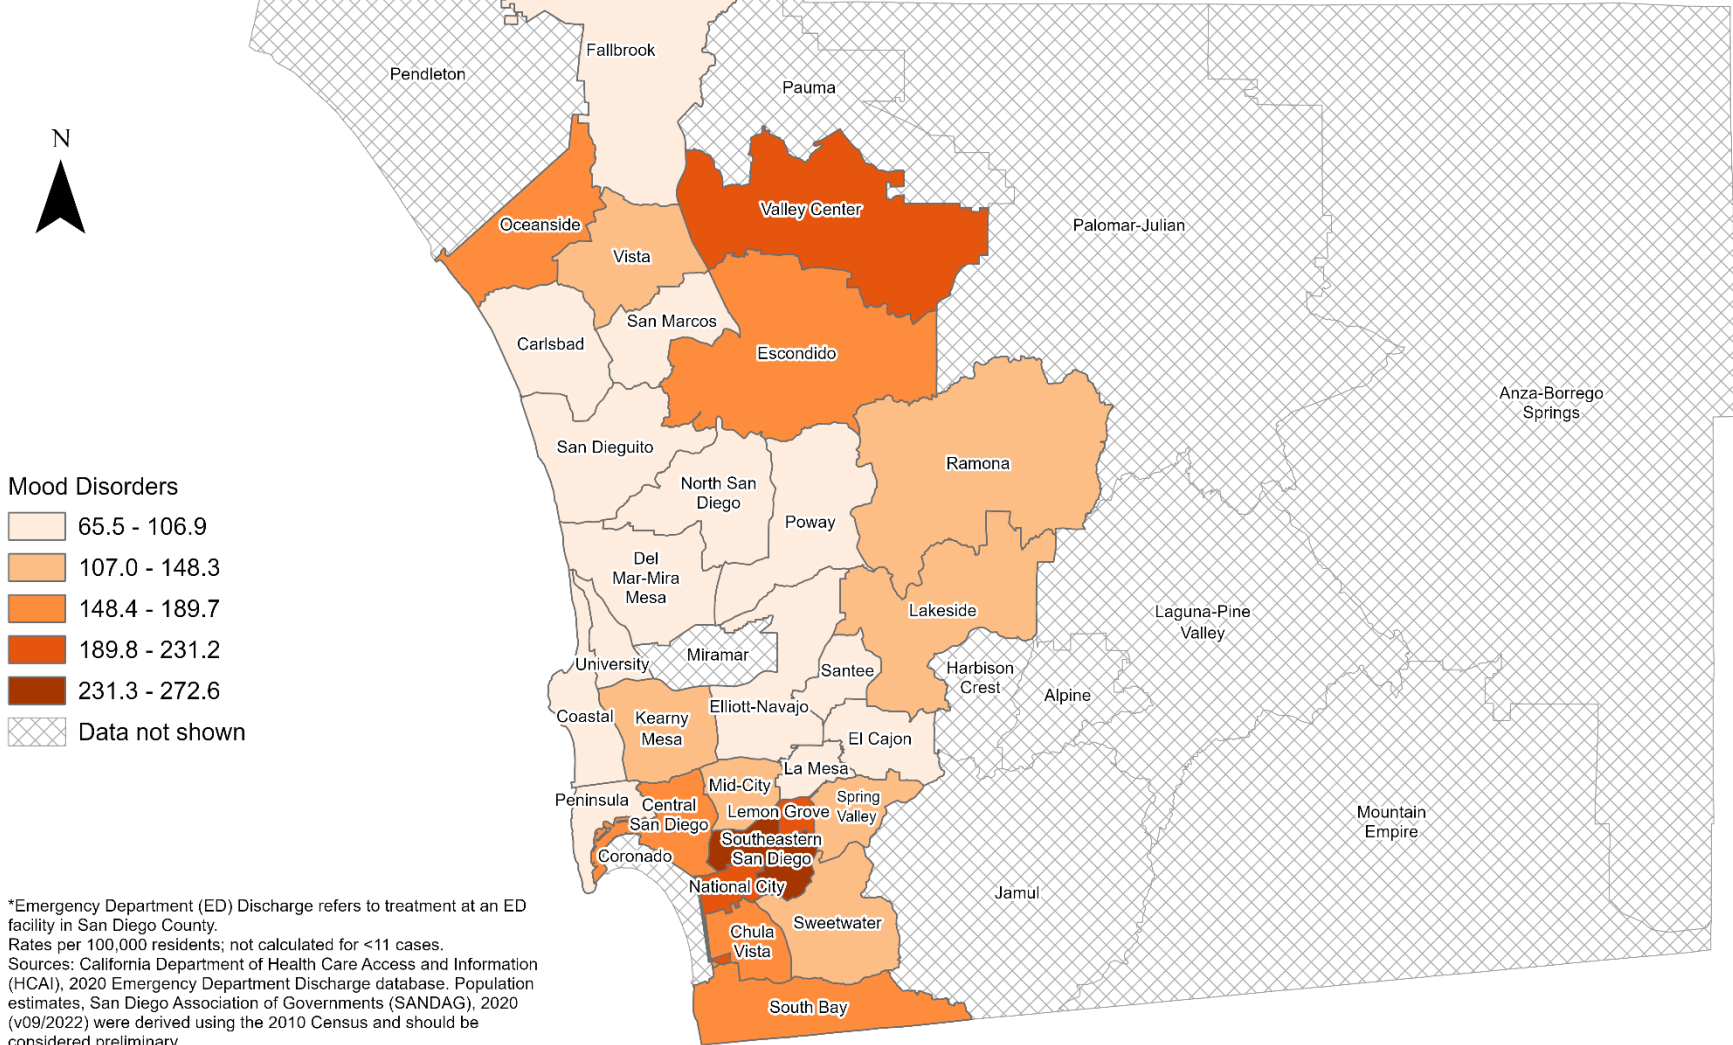 Fallbrook
Pendleton
Pauma
N
Valley Center
Oceanside
Palomar-Julian
Vista
San Marcos
Carlsbad
Escondido
Anza-Borrego
Springs
San Dieguito
Ramona
North San
Diego
Poway
Del
Mar-Mira
Mesa
Lakeside
Laguna-Pine
Valley
Miramar
University
Santee
Harbison
Crest
Alpine
Coastal
Kearny
Mesa
Elliott-Navajo
El Cajon
La Mesa
Mid-City
Peninsula
Central
San Diego
Lemon Grove
Spring
Valley
Mountain
Empire
Southeastern
San Diego
Coronado
National City
Jamul
Sweetwater
Chula
Vista
South Bay
Mood Disorders
65.5 - 106.9
107.0 - 148.3
148.4 - 189.7
189.8 - 231.2
231.3 - 272.6
Data not shown
*Emergency Department (ED) Discharge refers to treatment at an ED
facility in San Diego County.
Rates per 100,000 residents; not calculated for <11 cases.
Sources: California Department of Health Care Access and Information
(HCAI), 2020 Emergency Department Discharge database. Population
estimates, San Diego Association of Governments (SANDAG), 2020
(v09/2022) were derived using the 2010 Census and should be
considered preliminary.